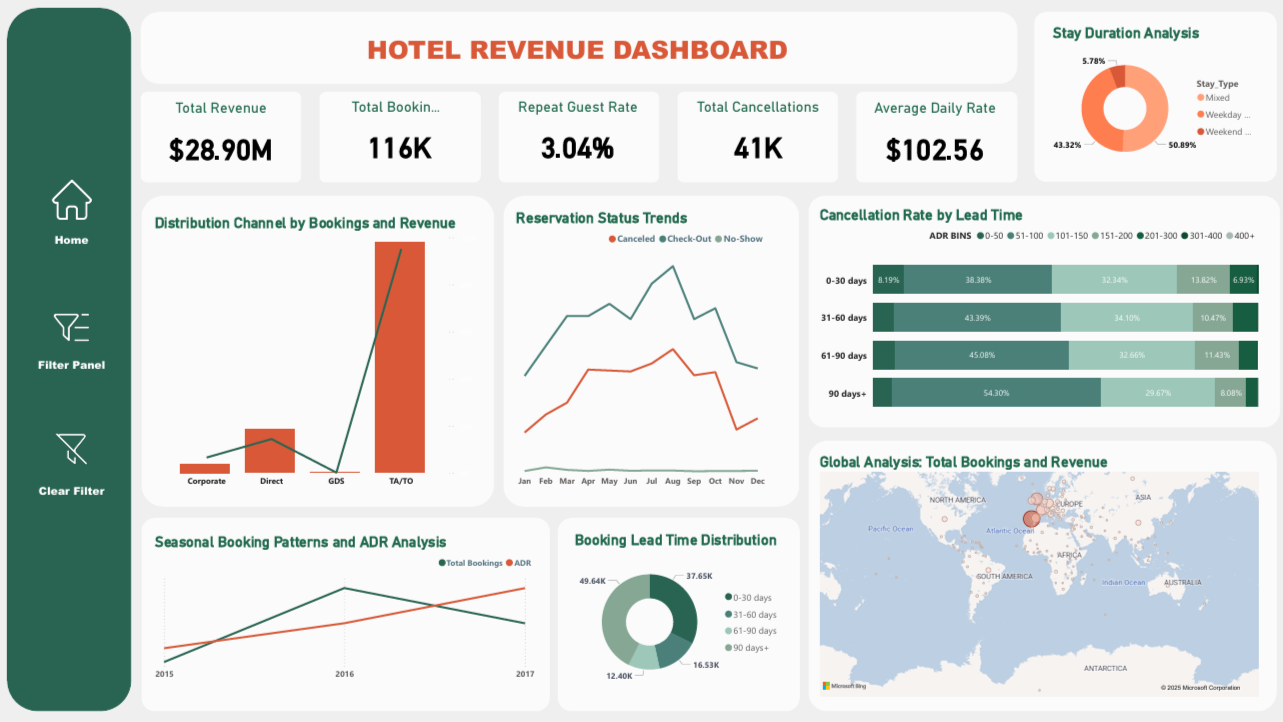 HOTEL REVENUE DASHBOARD
Total Revenue
$28.90M
Total Bookin...
116K
Repeat Guest Rate
3.04%
Total Cancellations
41K
Average Daily Rate
$102.56
Stay Duration Analysis
5.78%
43.32%
50.89%
Stay_Type
Mixed
Weekday ...
Weekend ...
Home
Filter Panel
Clear Filter
Distribution Channel by Bookings and Revenue
Corporate Direct GDS TA/TO
Reservation Status Trends
Canceled Check-Out No-Show
Jan Feb Mar Apr May Jun Jul Aug Sep Oct Nov Dec
Cancellation Rate by Lead Time
ADR BINS 0-50 51-100 101-150 151-200 201-300 301-400 400+
0-30 days 8.19% 38.38% 32.34% 13.82% 6.93%
31-60 days 43.39% 34.10% 10.47%
61-90 days 45.08% 32.66% 11.43%
90 days+ 54.30% 29.67% 8.08%
Seasonal Booking Patterns and ADR Analysis
Total Bookings ADR
2015 2016 2017
Booking Lead Time Distribution
49.64K
37.65K
16.53K
12.40K
0-30 days
31-60 days
61-90 days
90 days+
Global Analysis: Total Bookings and Revenue
NORTH AMERICA
EUROPE
ASIA
Pacific Ocean
Atlantic Ocean
AFRICA
SOUTH AMERICA
Indian Ocean
AUSTRALIA
ANTARCTICA
Microsoft Bing
© 2025 Microsoft Corporation